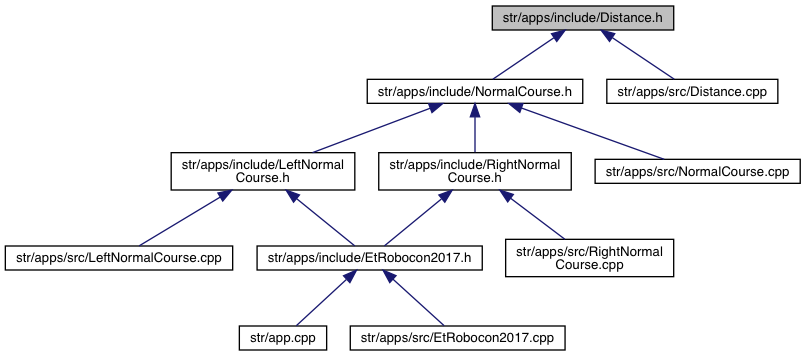 str/apps/include/Distance.h
str/apps/include/NormalCourse.h
str/apps/src/Distance.cpp
str/apps/include/LeftNormal
Course.h
str/apps/include/RightNormal
Course.h
str/apps/src/NormalCourse.cpp
str/apps/src/LeftNormalCourse.cpp
str/apps/include/EtRobocon2017.h
str/apps/src/RightNormal
Course.cpp
str/app.cpp
str/apps/src/EtRobocon2017.cpp